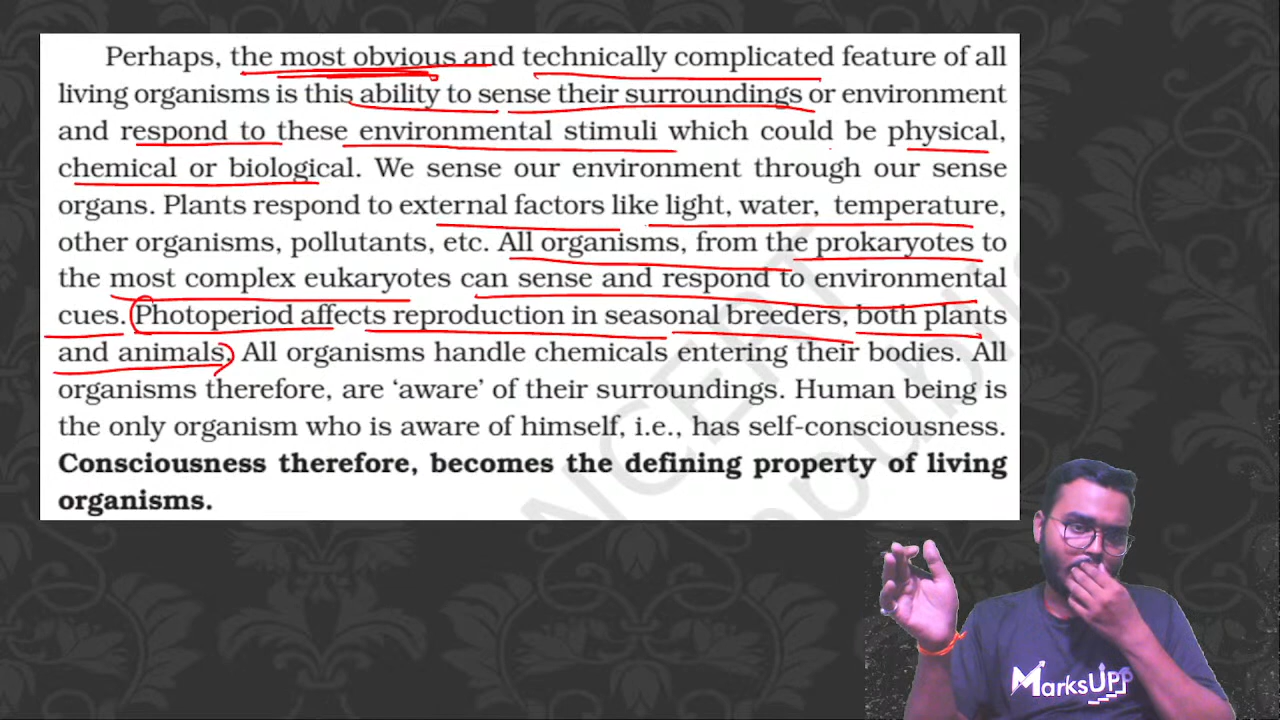 Perhaps, the most obvious and technically complicated feature of all
living organisms is this ability to sense their surroundings or environment
and respond to these environmental stimuli which could be physical,
chemical or biological. We sense our environment through our sense
organs. Plants respond to external factors like light, water, temperature,
other organisms, pollutants, etc. All organisms, from the prokaryotes to
the most complex eukaryotes can sense and respond to environmental
cues. Photoperiod affects reproduction in seasonal breeders, both plants
and animals. All organisms handle chemicals entering their bodies. All
organisms therefore, are ‘aware’ of their surroundings. Human being is
the only organism who is aware of himself, i.e., has self-consciousness.
Consciousness therefore, becomes the defining property of living
organisms.
NCERT
MarksUPP